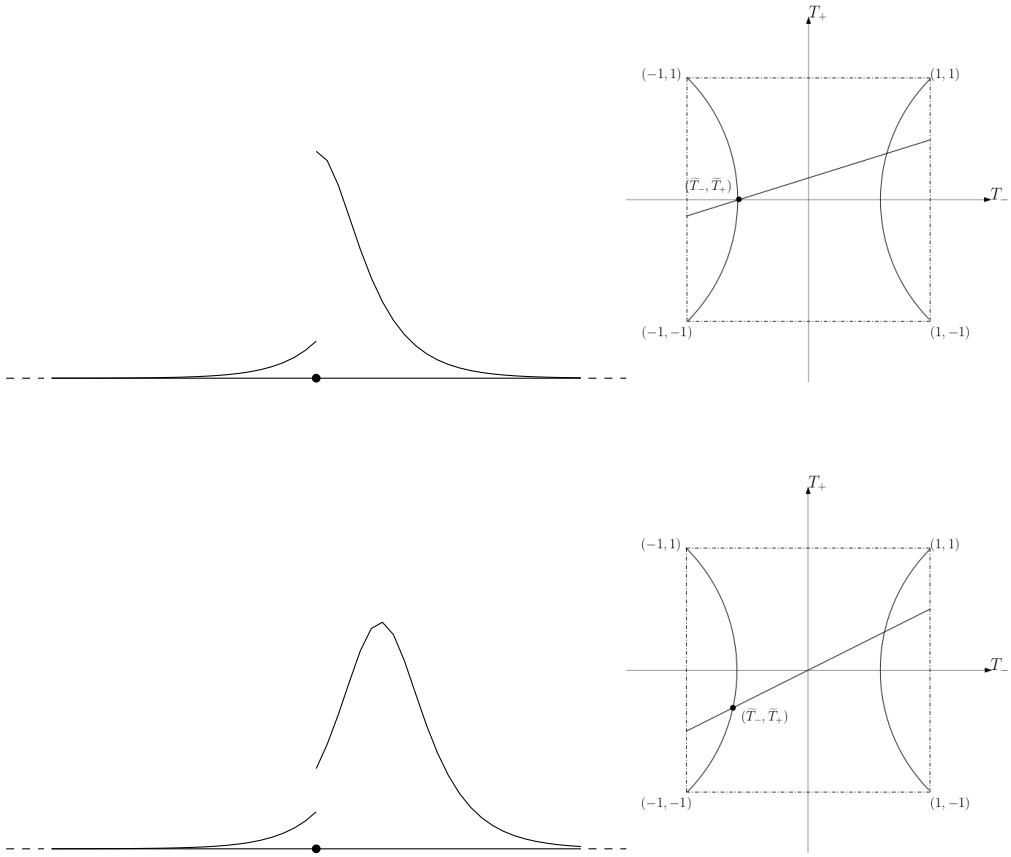 T₊
(−1, 1) (1, 1)
(T̃₋, T̃₊)
T₋
(−1, −1) (1, −1)
T₊
(−1, 1) (1, 1)
T₋
(T̃₋, T̃₊)
(−1, −1) (1, −1)